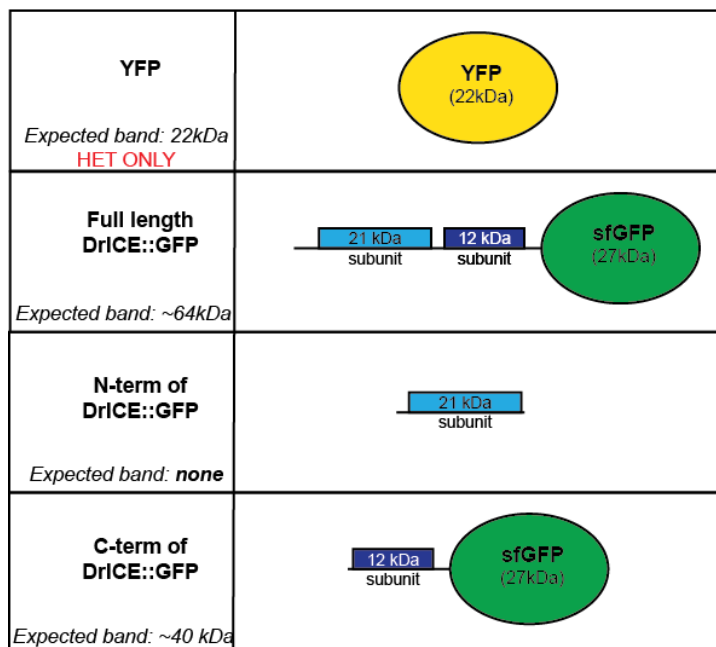 YFP
Expected band: 22kDa
HET ONLY
YFP
(22kDa)
Full length
DrICE::GFP
Expected band: ~64kDa
21 kDa
subunit
12 kDa
subunit
sfGFP
(27kDa)
N-term of
DrICE::GFP
Expected band: none
21 kDa
subunit
C-term of
DrICE::GFP
Expected band: ~40 kDa
12 kDa
subunit
sfGFP
(27kDa)